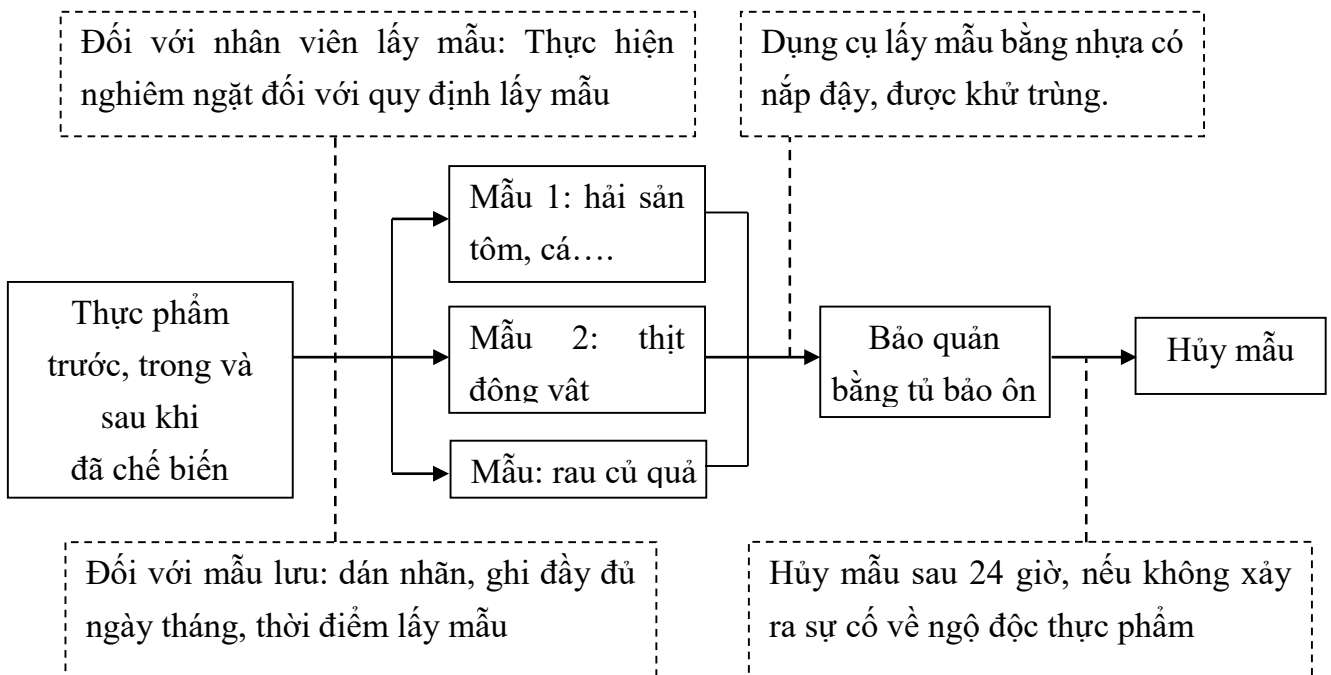 Đối với nhân viên lấy mẫu: Thực hiện
nghiêm ngặt đối với quy định lấy mẫu
Dụng cụ lấy mẫu bằng nhựa có
nắp đậy, được khử trùng.
Thực phẩm
trước, trong và
sau khi
đã chế biến
Mẫu 1: hải sản
tôm, cá….
Mẫu 2: thịt
động vật
Mẫu: rau củ quả
Bảo quản
bằng tủ bảo ôn
Hủy mẫu
Đối với mẫu lưu: dán nhãn, ghi đầy đủ
ngày tháng, thời điểm lấy mẫu
Hủy mẫu sau 24 giờ, nếu không xảy
ra sự cố về ngộ độc thực phẩm